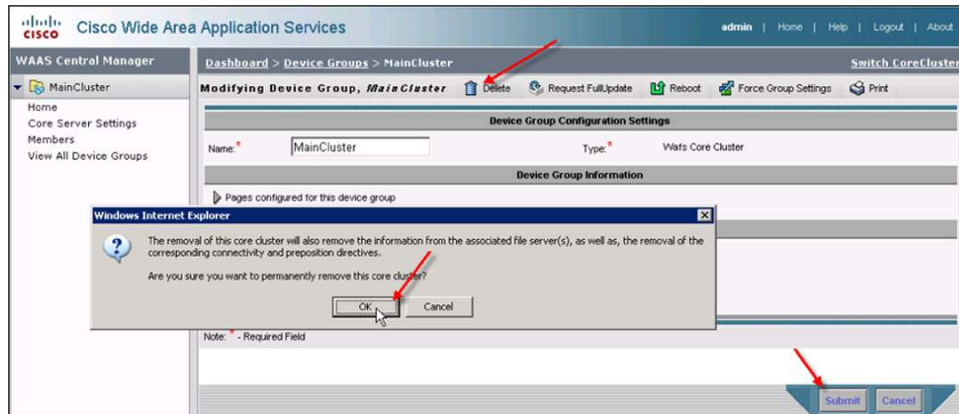 CISCO Cisco Wide Area Application Services
admin | Home | Help | Logout | About
WAAS Central Manager
Dashboard > Device Groups > MainCluster
Switch CoreCluster
MainCluster
Modifying Device Group, MainCluster Delete Request FullUpdate Reboot Force Group Settings Print
Home
Core Server Settings
Members
View All Device Groups
Device Group Configuration Settings
Name:* MainCluster Type:* Wafs Core Cluster
Device Group Information
Pages configured for this device group
Windows Internet Explorer
The removal of this core cluster will also remove the information from the associated file server(s), as well as, the removal of the
corresponding connectivity and preposition directives.
Are you sure you want to permanently remove this core cluster?
OK Cancel
Note: * - Required Field
Submit Cancel